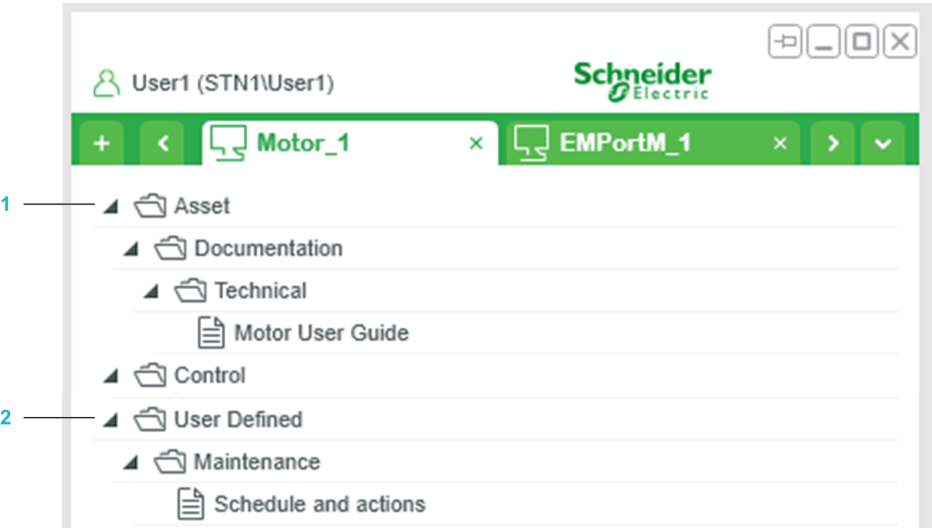 User1 (STN1\User1)
Schneider
Electric
+ < Motor_1 × EMPortM_1 × >
1 Asset
Documentation
Technical
Motor User Guide
Control
2 User Defined
Maintenance
Schedule and actions